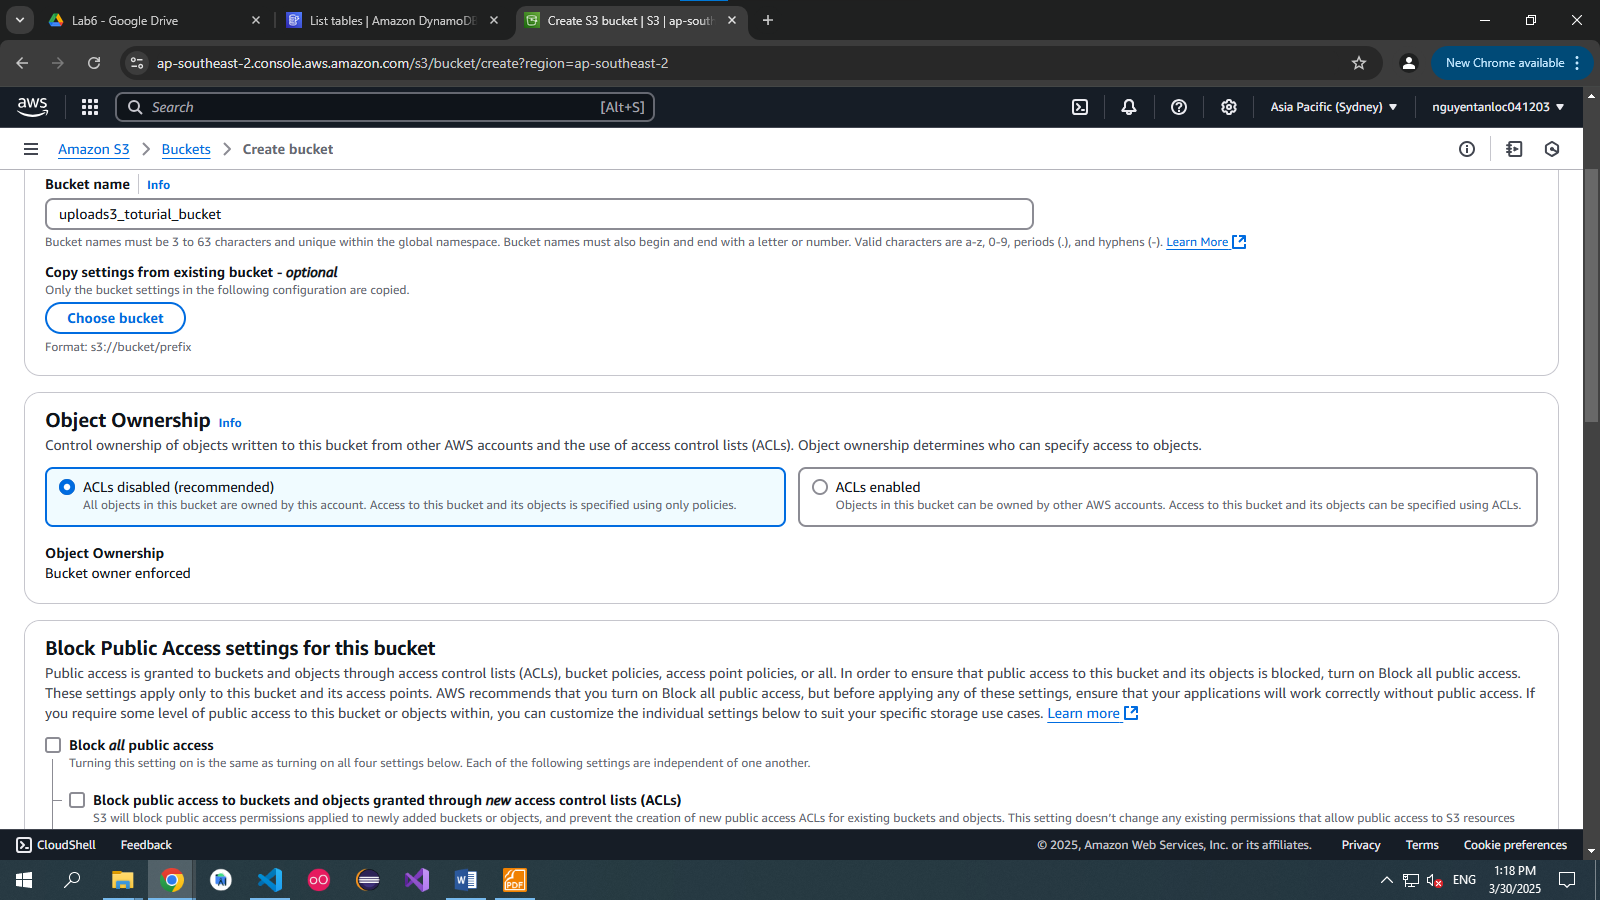 Lab6 - Google Drive
List tables | Amazon DynamoDB
Create S3 bucket | S3 | ap-south
ap-southeast-2.console.aws.amazon.com/s3/bucket/create?region=ap-southeast-2
New Chrome available
aws
Search
[Alt+S]
Asia Pacific (Sydney)
nguyentanloc041203
Amazon S3
Buckets
Create bucket
Bucket name
Info
uploads3_toturial_bucket
Bucket names must be 3 to 63 characters and unique within the global namespace. Bucket names must also begin and end with a letter or number. Valid characters are a-z, 0-9, periods (.), and hyphens (-). Learn More
Copy settings from existing bucket - optional
Only the bucket settings in the following configuration are copied.
Choose bucket
Format: s3://bucket/prefix
Object Ownership Info
Control ownership of objects written to this bucket from other AWS accounts and the use of access control lists (ACLs). Object ownership determines who can specify access to objects.
ACLs disabled (recommended)
All objects in this bucket are owned by this account. Access to this bucket and its objects is specified using only policies.
ACLs enabled
Objects in this bucket can be owned by other AWS accounts. Access to this bucket and its objects can be specified using ACLs.
Object Ownership
Bucket owner enforced
Block Public Access settings for this bucket
Public access is granted to buckets and objects through access control lists (ACLs), bucket policies, access point policies, or all. In order to ensure that public access to this bucket and its objects is blocked, turn on Block all public access.
These settings apply only to this bucket and its access points. AWS recommends that you turn on Block all public access, but before applying any of these settings, ensure that your applications will work correctly without public access. If
you require some level of public access to this bucket or objects within, you can customize the individual settings below to suit your specific storage use cases. Learn more
Block all public access
Turning this setting on is the same as turning on all four settings below. Each of the following settings are independent of one another.
Block public access to buckets and objects granted through new access control lists (ACLs)
S3 will block public access permissions applied to newly added buckets or objects, and prevent the creation of new public access ACLs for existing buckets and objects. This setting doesn't change any existing permissions that allow public access to S3 resources
CloudShell
Feedback
© 2025, Amazon Web Services, Inc. or its affiliates.
Privacy
Terms
Cookie preferences
PDF
ENG
1:18 PM
3/30/2025